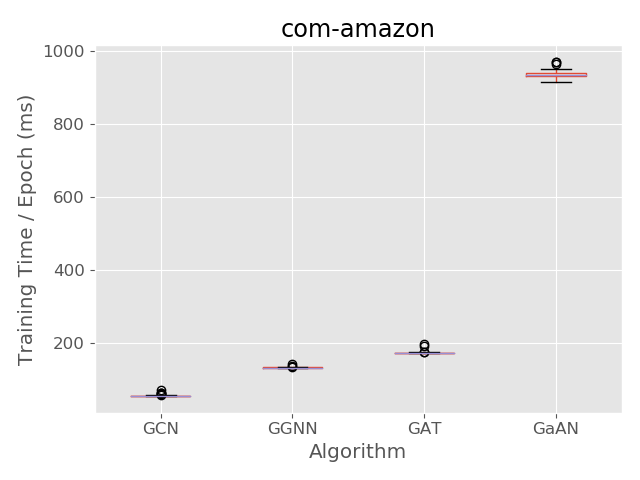 com-amazon
Training Time / Epoch (ms)
1000
800
600
400
200
GCN GGNN GAT GaAN
Algorithm